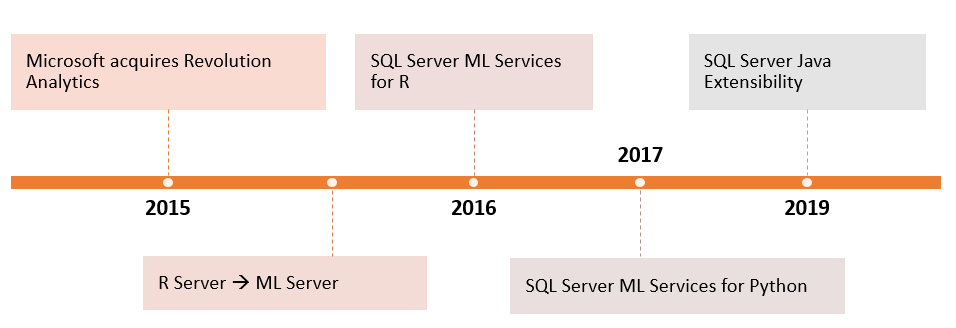 Microsoft acquires Revolution
Analytics
SQL Server ML Services
for R
SQL Server Java
Extensibility
2017
2015
2016
2019
R Server → ML Server
SQL Server ML Services for Python